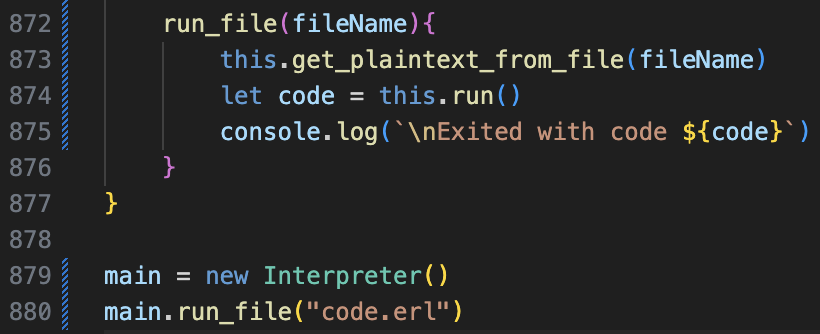 872 run_file(fileName){
873 this.get_plaintext_from_file(fileName)
874 let code = this.run()
875 console.log(`\nExited with code ${code}`)
876 }
877 }
878
879 main = new Interpreter()
880 main.run_file("code.erl")